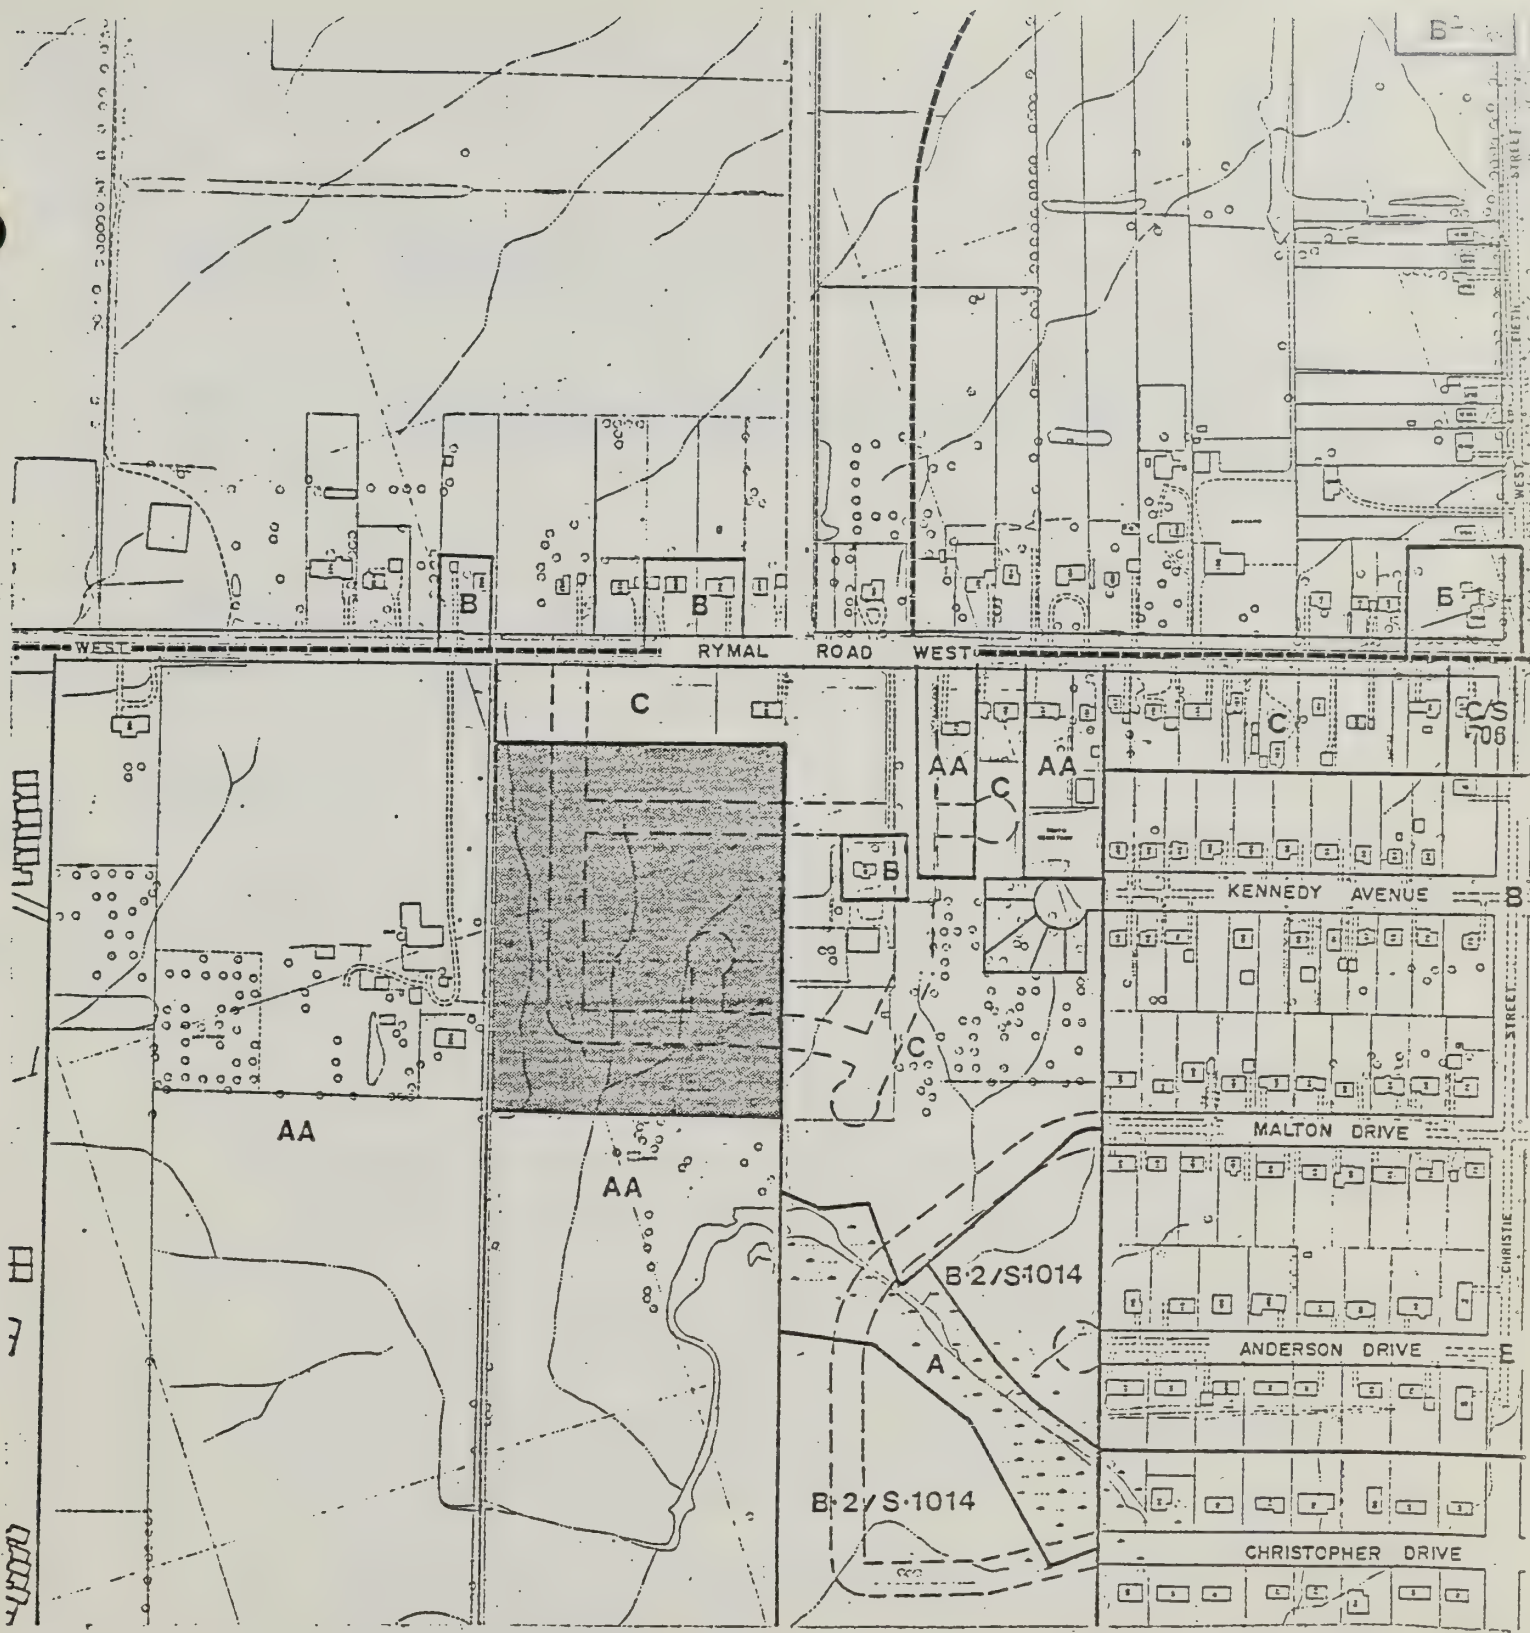 B-
STREET
FIFTH
WEST
B
B
B
WEST
RYMAL ROAD WEST
C
C
C/S
706
AA
C
AA
B
KENNEDY AVENUE
B
C
STREET
AA
AA
MALTON DRIVE
CHRISTIE
B-2/S-1014
A
ANDERSON DRIVE
E
B-2/S-1014
CHRISTOPHER DRIVE